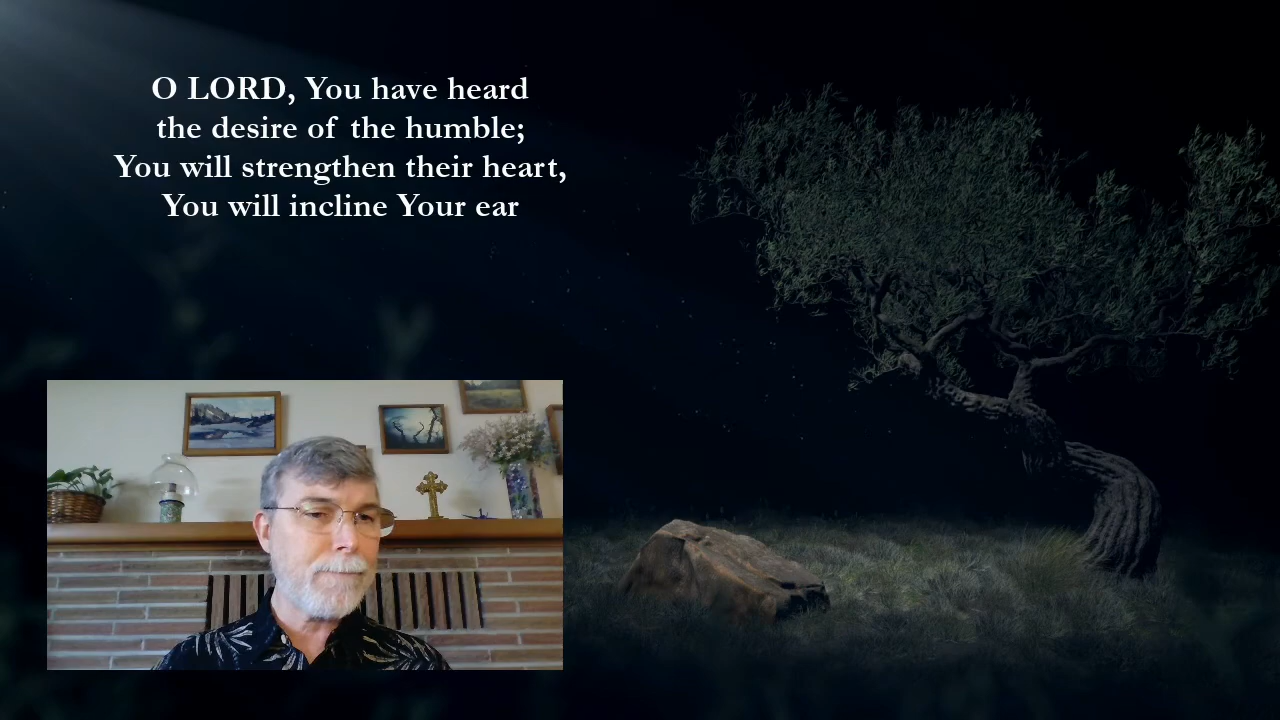 O LORD, You have heard
the desire of the humble;
You will strengthen their heart,
You will incline Your ear